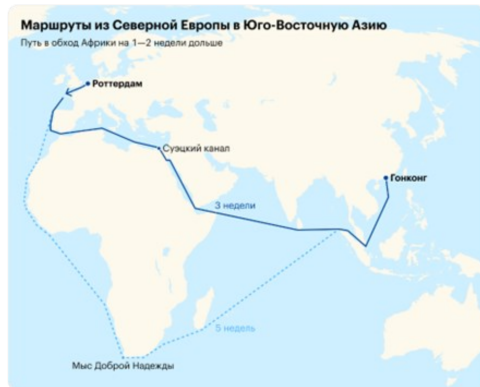 Маршруты из Северной Европы в Юго-Восточную Азию
Путь в обход Африки на 1—2 недели дольше
Роттердам
Суэцкий канал
Гонконг
3 недели
5 недель
Мыс Доброй Надежды